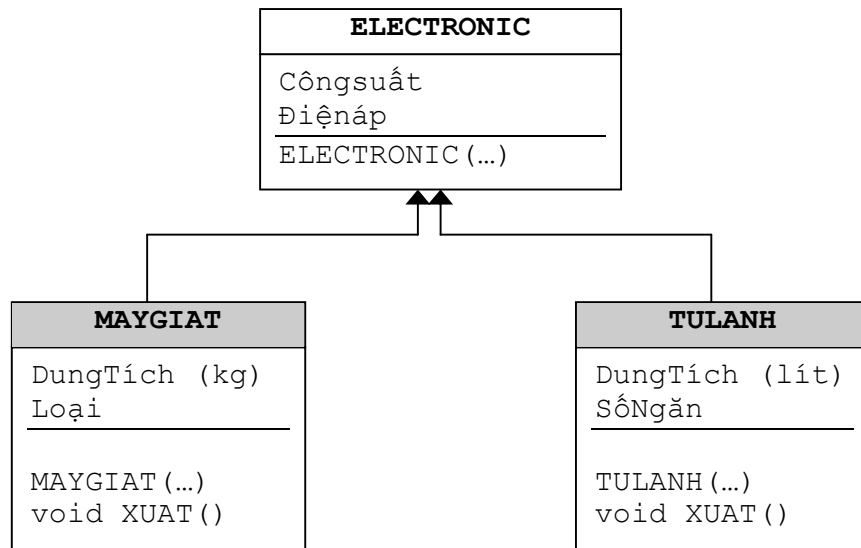 ELECTRONIC
Côngsuất
Điệnáp
ELECTRONIC(…)
MAYGIAT
DungTích (kg)
Loại
MAYGIAT(…)
void XUAT()
TULANH
DungTích (lít)
SốNgăn
TULANH(…)
void XUAT()